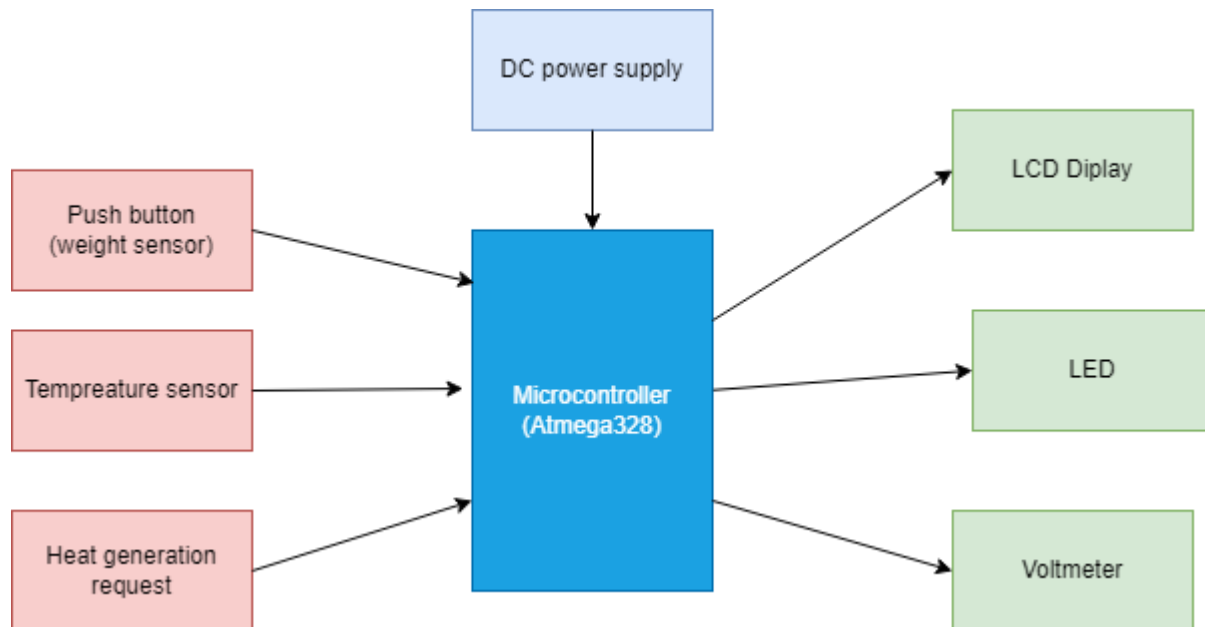 DC power supply
LCD Diplay
Push button
(weight sensor)
LED
Tempreature sensor
Microcontroller
(Atmega328)
Heat generation
request
Voltmeter